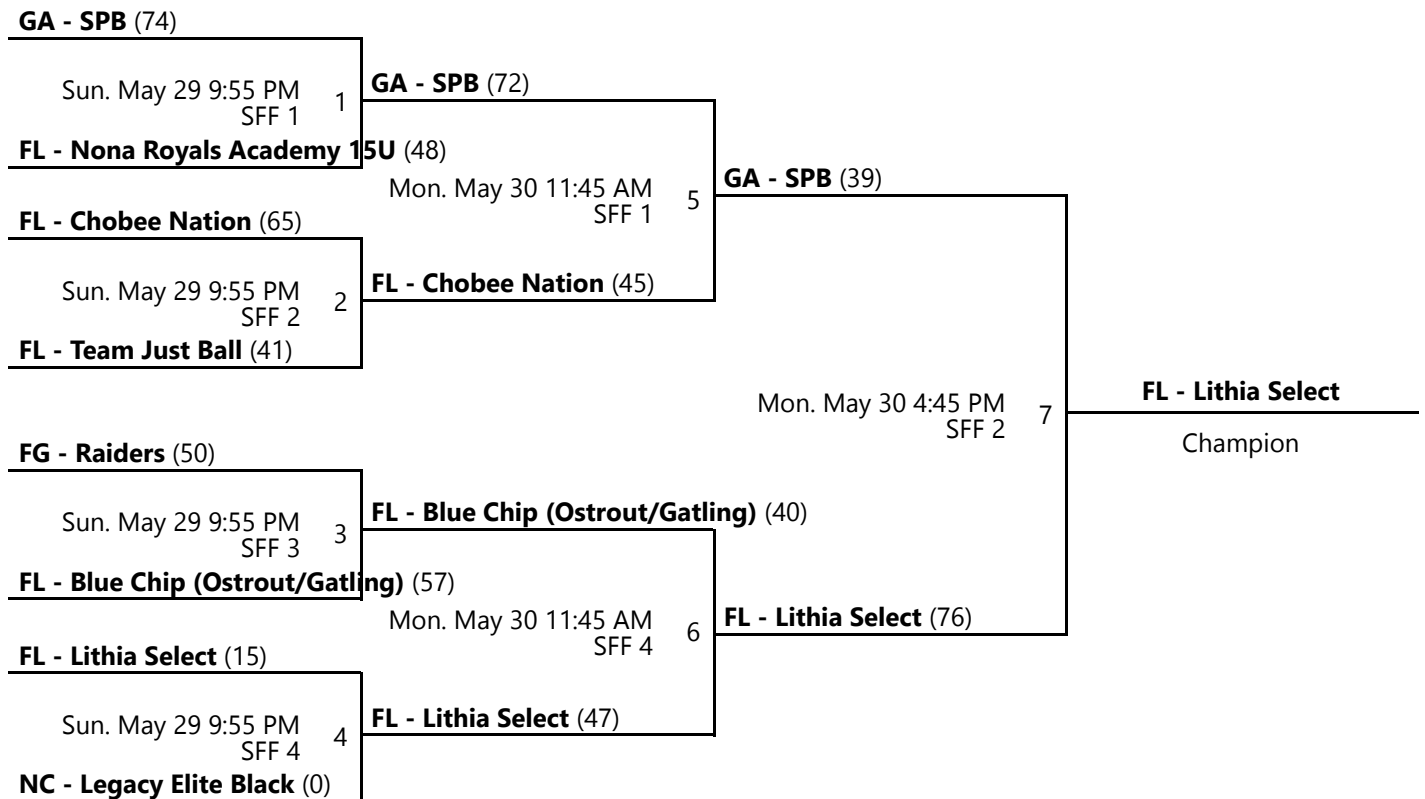 GA - SPB (74)
Sun. May 29 9:55 PM
SFF 1
1
FL - Nona Royals Academy 15U (48)
FL - Chobee Nation (65)
Sun. May 29 9:55 PM
SFF 2
2
FL - Team Just Ball (41)
FG - Raiders (50)
Sun. May 29 9:55 PM
SFF 3
3
FL - Blue Chip (Ostrout/Gatling) (57)
FL - Lithia Select (15)
Sun. May 29 9:55 PM
SFF 4
4
NC - Legacy Elite Black (0)
GA - SPB (72)
Mon. May 30 11:45 AM
SFF 1
5
FL - Chobee Nation (45)
FL - Blue Chip (Ostrout/Gatling) (40)
Mon. May 30 11:45 AM
SFF 4
6
FL - Lithia Select (47)
GA - SPB (39)
Mon. May 30 4:45 PM
SFF 2
7
FL - Lithia Select (76)
FL - Lithia Select
Champion